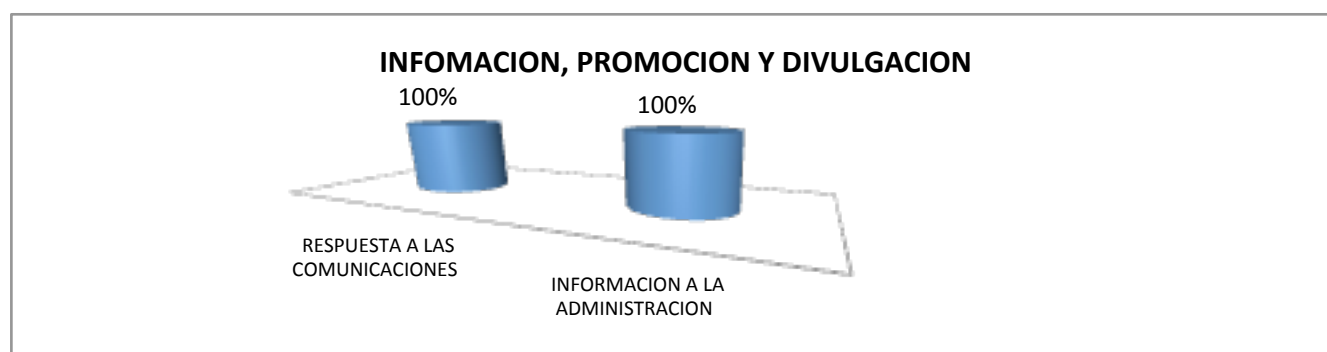 INFOMACION, PROMOCION Y DIVULGACION
100%
100%
RESPUESTA A LAS
COMUNICACIONES
INFORMACION A LA
ADMINISTRACION